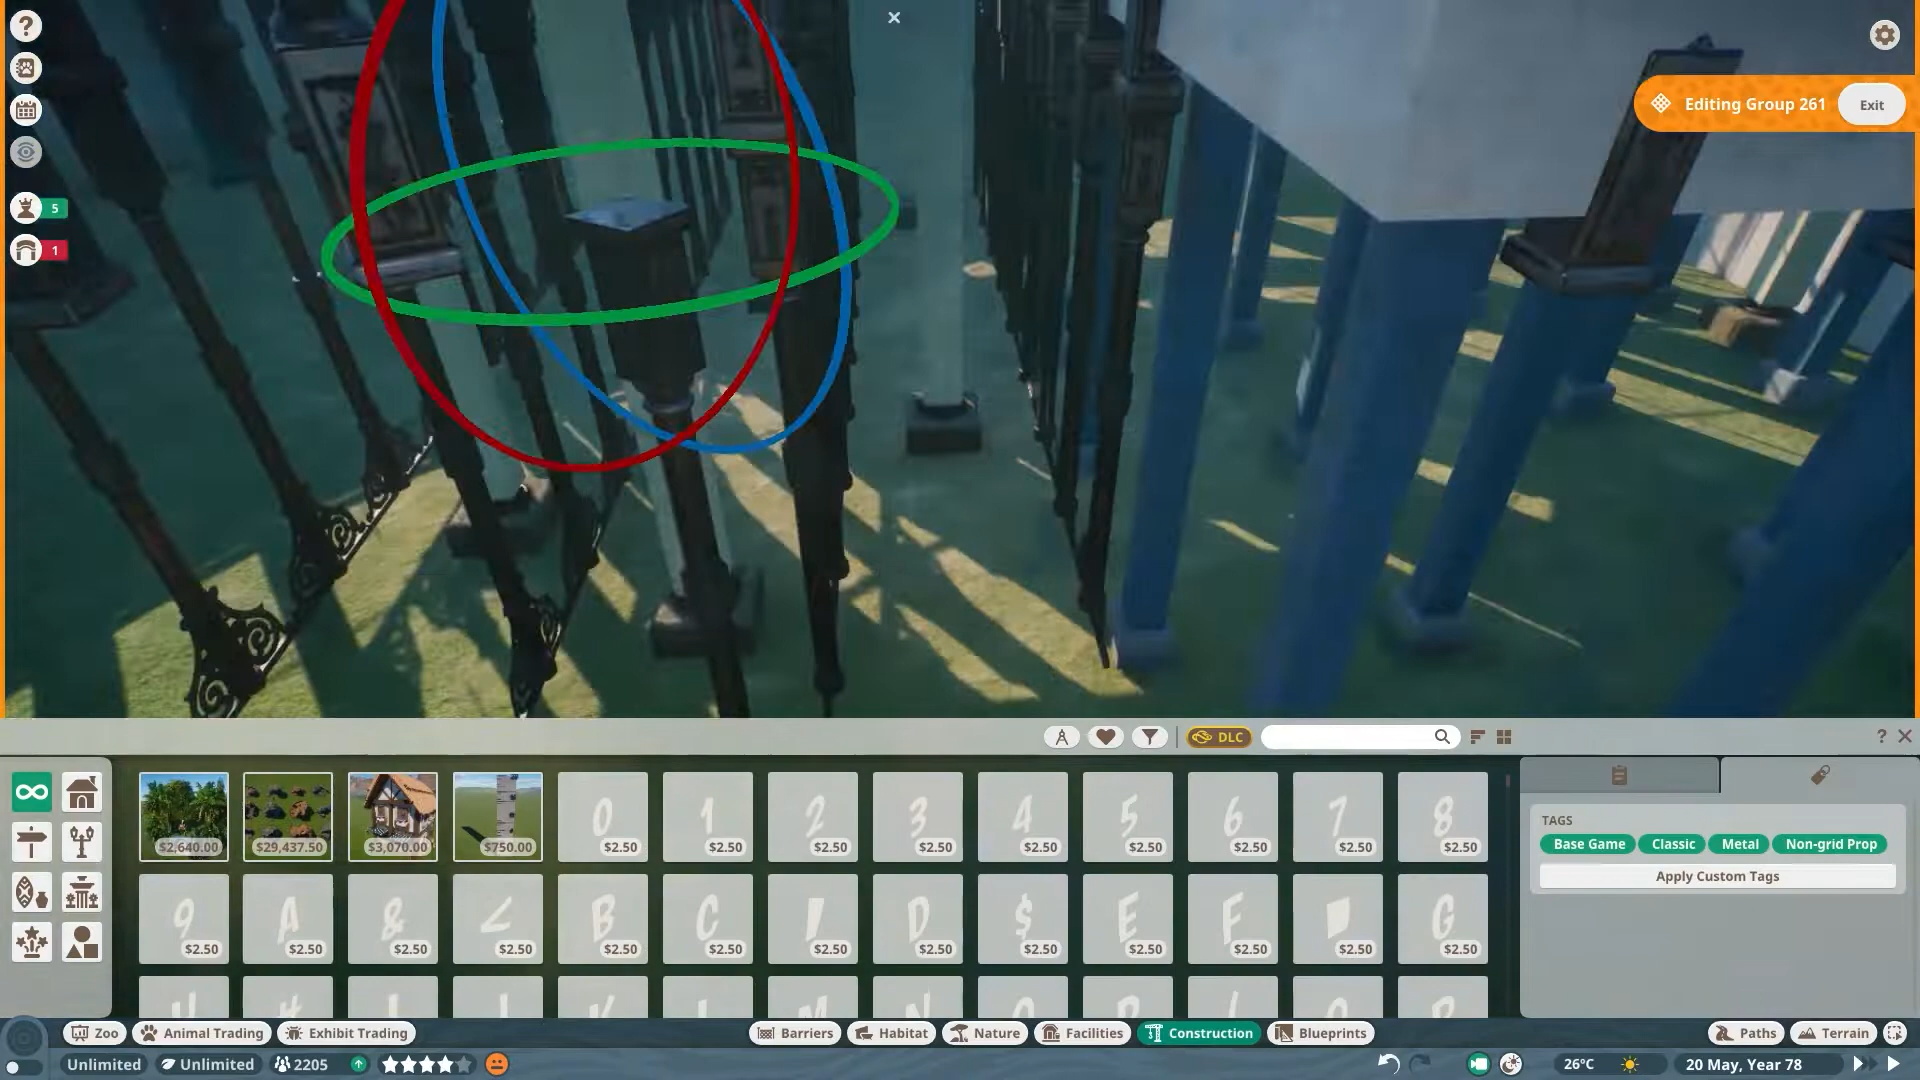 Editing Group 261 Exit
5
1
DLC
$2,640.00 $29,437.50 $3,070.00 $750.00 0 $2.50 1 $2.50 2 $2.50 3 $2.50 4 $2.50 5 $2.50 6 $2.50 7 $2.50 8 $2.50
9 $2.50 A $2.50 & $2.50 < $2.50 B $2.50 C $2.50 $2.50 D $2.50 $ $2.50 E $2.50 F $2.50 $2.50 G $2.50
TAGS
Base Game Classic Metal Non-grid Prop
Apply Custom Tags
Zoo Animal Trading Exhibit Trading Barriers Habitat Nature Facilities Construction Blueprints Paths Terrain
Unlimited Unlimited 2205 26°C 20 May, Year 78